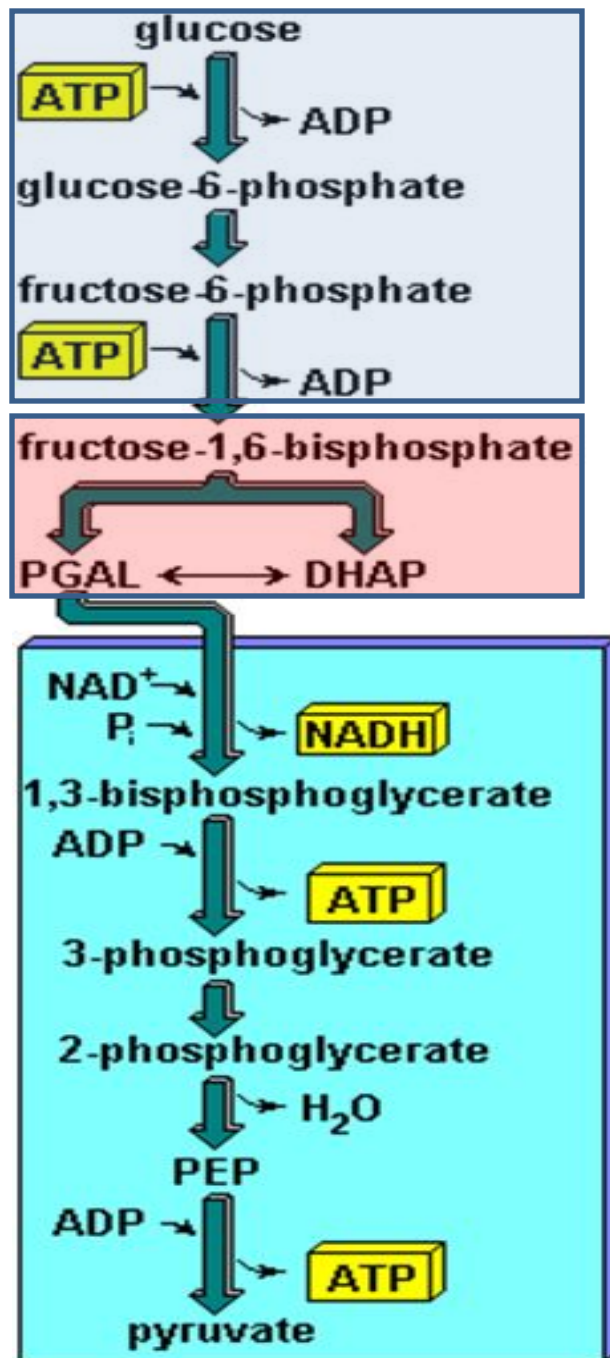 glucose
ATP
ADP
glucose-6-phosphate
fructose-6-phosphate
ATP
ADP
fructose-1,6-bisphosphate
PGAL DHAP
NAD⁺
Pᵢ NADH
1,3-bisphosphoglycerate
ADP
ATP
3-phosphoglycerate
2-phosphoglycerate
H₂O
PEP
ADP
ATP
pyruvate